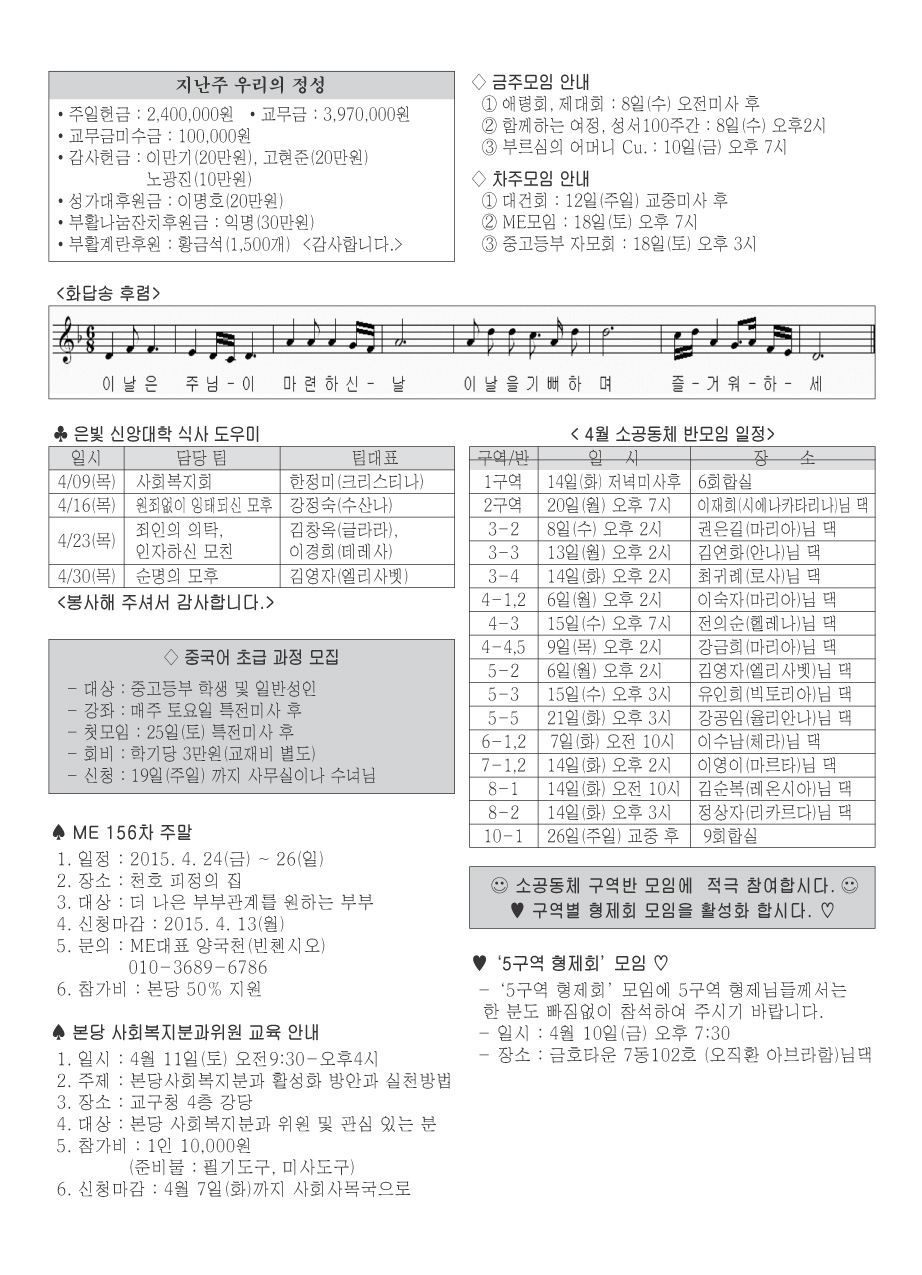 지난주 우리의 정성
• 주일헌금 : 2,400,000원 • 교무금 : 3,970,000원
• 교무금미수금 : 100,000원
• 감사헌금 : 이만기(20만원), 고현준(20만원)
노광진(10만원)
• 성가대후원금 : 이명호(20만원)
• 부활나눔잔치후원금 : 익명(30만원)
• 부활계란후원 : 황금석(1,500개) <감사합니다.>
◇ 금주모임 안내
① 애령회, 제대회 : 8일(수) 오전미사 후
② 함께하는 여정, 성서100주간 : 8일(수) 오후2시
③ 부르심의 어머니 Cu. : 10일(금) 오후 7시
◇ 차주모임 안내
① 대건회 : 12일(주일) 교중미사 후
② ME모임 : 18일(토) 오후 7시
③ 중고등부 자모회 : 18일(토) 오후 3시
<화답송 후렴>
6
8
이 날 은 주 님 - 이 마 련 하 신 - 날 이 날 을 기 뻐 하 며 즐 - 거 워 - 하 - 세
♣ 은빛 신앙대학 식사 도우미
일시 담당 팀 팀대표
4/09(목) 사회복지회 한정미(크리스티나)
4/16(목) 원죄없이 잉태되신 모후 강정숙(수산나)
4/23(목) 죄인의 의탁, 김창옥(글라라),
인자하신 모친 이경희(데레사)
4/30(목) 순명의 모후 김영자(엘리사벳)
<봉사해 주셔서 감사합니다.>
◇ 중국어 초급 과정 모집
- 대상 : 중고등부 학생 및 일반성인
- 강좌 : 매주 토요일 특전미사 후
- 첫모임 : 25일(토) 특전미사 후
- 회비 : 학기당 3만원(교재비 별도)
- 신청 : 19일(주일) 까지 사무실이나 수녀님
♠ ME 156차 주말
1. 일정 : 2015. 4. 24(금) ~ 26(일)
2. 장소 : 천호 피정의 집
3. 대상 : 더 나은 부부관계를 원하는 부부
4. 신청마감 : 2015. 4. 13(월)
5. 문의 : ME대표 양국천(빈첸시오)
010-3689-6786
6. 참가비 : 본당 50% 지원
♠ 본당 사회복지분과위원 교육 안내
1. 일시 : 4월 11일(토) 오전9:30-오후4시
2. 주제 : 본당사회복지분과 활성화 방안과 실천방법
3. 장소 : 교구청 4층 강당
4. 대상 : 본당 사회복지분과 위원 및 관심 있는 분
5. 참가비 : 1인 10,000원
(준비물 : 필기도구, 미사도구)
6. 신청마감 : 4월 7일(화)까지 사회사목국으로
< 4월 소공동체 반모임 일정>
구역/반 일 시 장 소
1구역 14일(화) 저녁미사후 6회합실
2구역 20일(월) 오후 7시 이재희(시에나카타리나)님 댁
3-2 8일(수) 오후 2시 권은길(마리아)님 댁
3-3 13일(월) 오후 2시 김연화(안나)님 댁
3-4 14일(화) 오후 2시 최귀례(로사)님 댁
4-1,2 6일(월) 오후 2시 이숙자(마리아)님 댁
4-3 15일(수) 오후 7시 전의순(헬레나)님 댁
4-4,5 9일(목) 오후 2시 강금희(마리아)님 댁
5-2 6일(월) 오후 2시 김영자(엘리사벳)님 댁
5-3 15일(수) 오후 3시 유인희(빅토리아)님 댁
5-5 21일(화) 오후 3시 강공임(율리안나)님 댁
6-1,2 7일(화) 오전 10시 이수남(체라)님 댁
7-1,2 14일(화) 오후 2시 이영이(마르타)님 댁
8-1 14일(화) 오전 10시 김순복(레온시아)님 댁
8-2 14일(화) 오후 3시 정상자(리카르다)님 댁
10-1 26일(주일) 교중 후 9회합실
☺ 소공동체 구역반 모임에 적극 참여합시다. ☺
♥ 구역별 형제회 모임을 활성화 합시다. ♡
♥ ‘5구역 형제회’ 모임 ♡
- ‘5구역 형제회’ 모임에 5구역 형제님들께서는
한 분도 빠짐없이 참석하여 주시기 바랍니다.
- 일시 : 4월 10일(금) 오후 7:30
- 장소 : 금호타운 7동102호 (오직환 아브라함)님댁